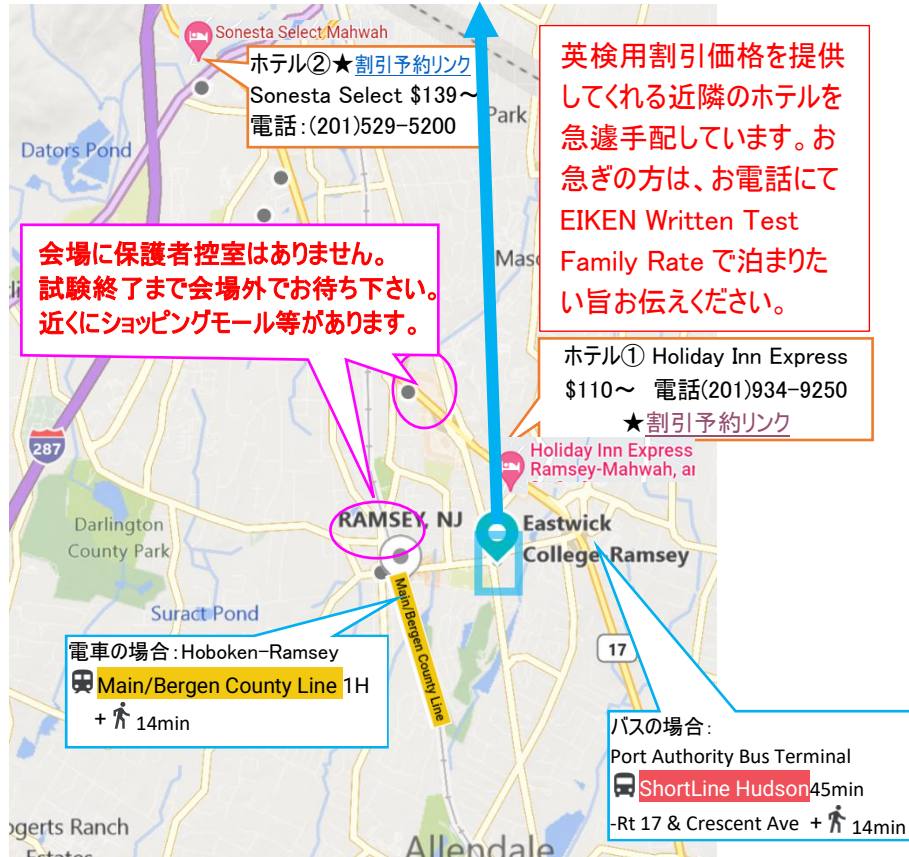 Sonesta Select Mahwah
ホテル②★割引予約リンク
Sonesta Select $139～
電話：(201)529-5200
Park
Dators Pond
英検用割引価格を提供
してくれる近隣のホテルを
急遽手配しています。お
急ぎの方は、お電話にて
EIKEN Written Test
Family Rate で泊まりた
い旨お伝えください。
会場に保護者控室はありません。
試験終了まで会場外でお待ち下さい。
近くにショッピングモール等があります。
ホテル① Holiday Inn Express
$110～ 電話(201)934-9250
★割引予約リンク
287
Holiday Inn Express
Ramsey-Mahwah, an
RAMSEY, NJ
Eastwick
College-Ramsey
Darlington
County Park
Suract Pond
Main/Bergen County Line
17
電車の場合：Hoboken-Ramsey
Main/Bergen County Line 1H
+ 14min
バスの場合：
Port Authority Bus Terminal
ShortLine Hudson 45min
-Rt 17 & Crescent Ave + 14min
ogerts Ranch
Estates
Allendale